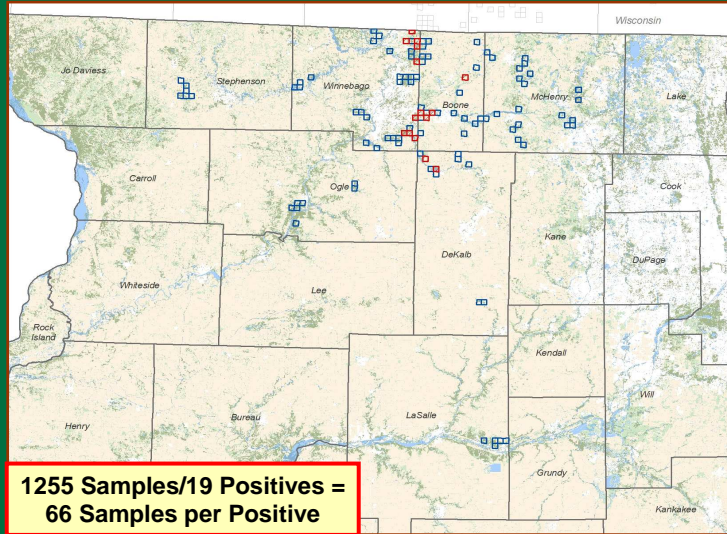 Wisconsin
Jo Daviess
Stephenson
Winnebago
Boone
McHenry
Lake
Carroll
Ogle
Cook
Kane
DeKalb
DuPage
Whiteside
Lee
Rock
Island
Kendall
Will
Henry
Bureau
LaSalle
Grundy
Kankakee
1255 Samples/19 Positives =
66 Samples per Positive